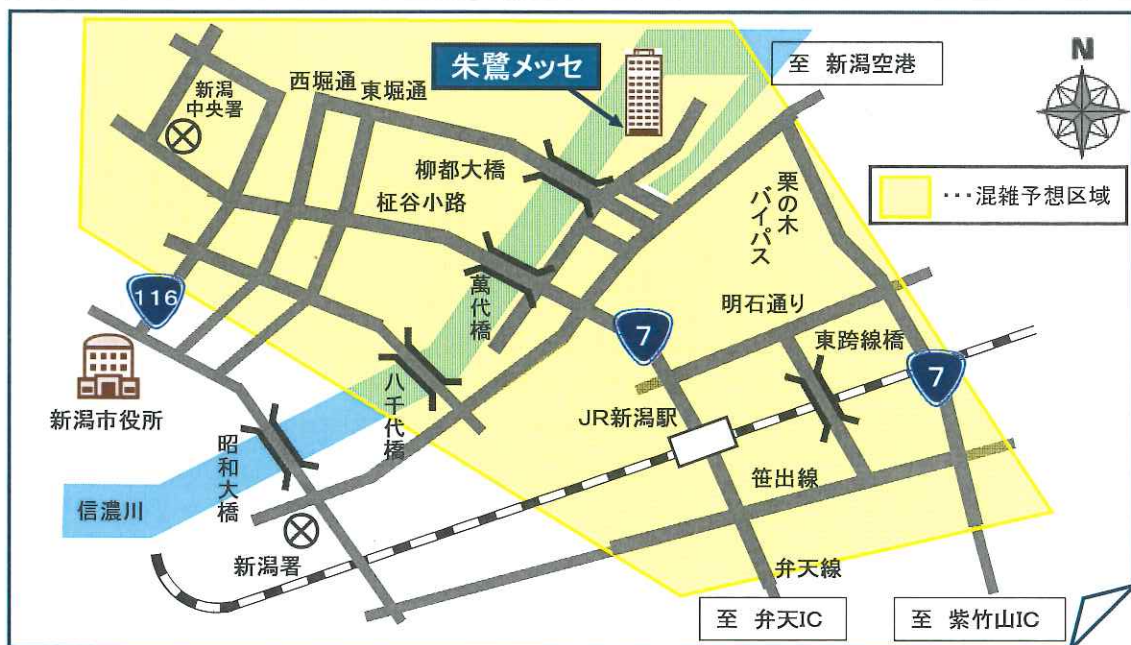 朱鷺メッセ
至 新潟空港
N
新潟
中央署
西堀通
東堀通
柳都大橋
柾谷小路
栗の木
バイパス
・・・混雑予想区域
116
萬代橋
明石通り
7
東跨線橋
7
新潟市役所
八千代橋
JR新潟駅
昭和大橋
笹出線
信濃川
新潟署
弁天線
至 弁天IC
至 紫竹山IC